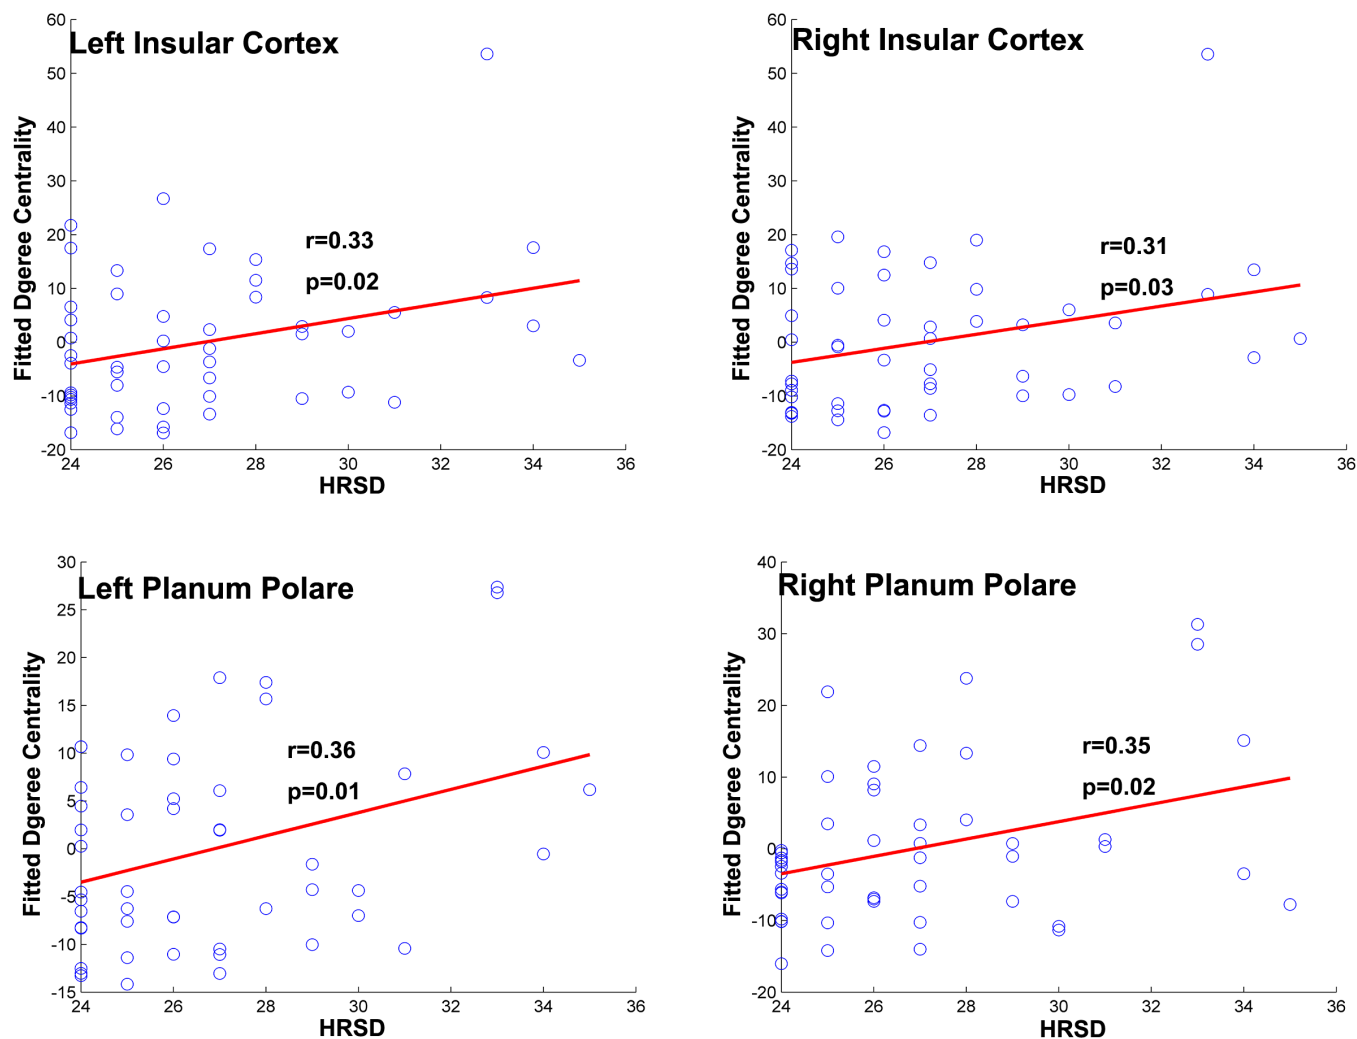 Left Insular Cortex
60
50
40
30
20
10
0
-10
-20
Fitted Dgeree Centrality
r=0.33
p=0.02
24 26 28 30 32 34 36
HRSD
Right Insular Cortex
60
50
40
30
20
10
0
-10
-20
Fitted Dgeree Centrality
r=0.31
p=0.03
24 26 28 30 32 34 36
HRSD
Left Planum Polare
30
25
20
15
10
5
0
-5
-10
-15
Fitted Dgeree Centrality
r=0.36
p=0.01
24 26 28 30 32 34 36
HRSD
Right Planum Polare
40
30
20
10
0
-10
-20
Fitted Dgeree Centrality
r=0.35
p=0.02
24 26 28 30 32 34 36
HRSD